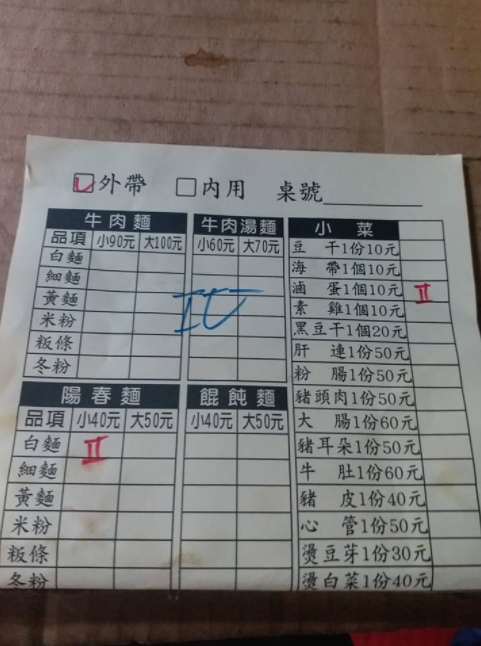 外帶 內用 桌號
牛肉麵 牛肉湯麵 小菜
品項 小90元 大100元 小60元 大70元 豆干1份10元
白麵 海帶1個10元
細麵 滷蛋1個10元 II
黃麵 素雞1個10元
米粉 黑豆干1個20元
粄條 肝連1份50元
冬粉 粉腸1份50元
陽春麵 餛飩麵 豬頭肉1份50元
品項 小40元 大50元 小40元 大50元 大腸1份60元
白麵 II 豬耳朵1份50元
細麵 牛肚1份60元
黃麵 豬皮1份40元
米粉 心管1份50元
粄條 燙豆芽1份30元
冬粉 燙白菜1份40元